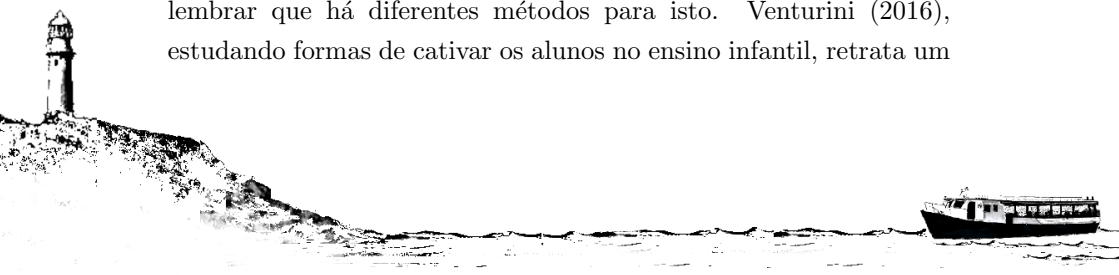 lembrar que há diferentes métodos para isto. Venturini (2016),
estudando formas de cativar os alunos no ensino infantil, retrata um